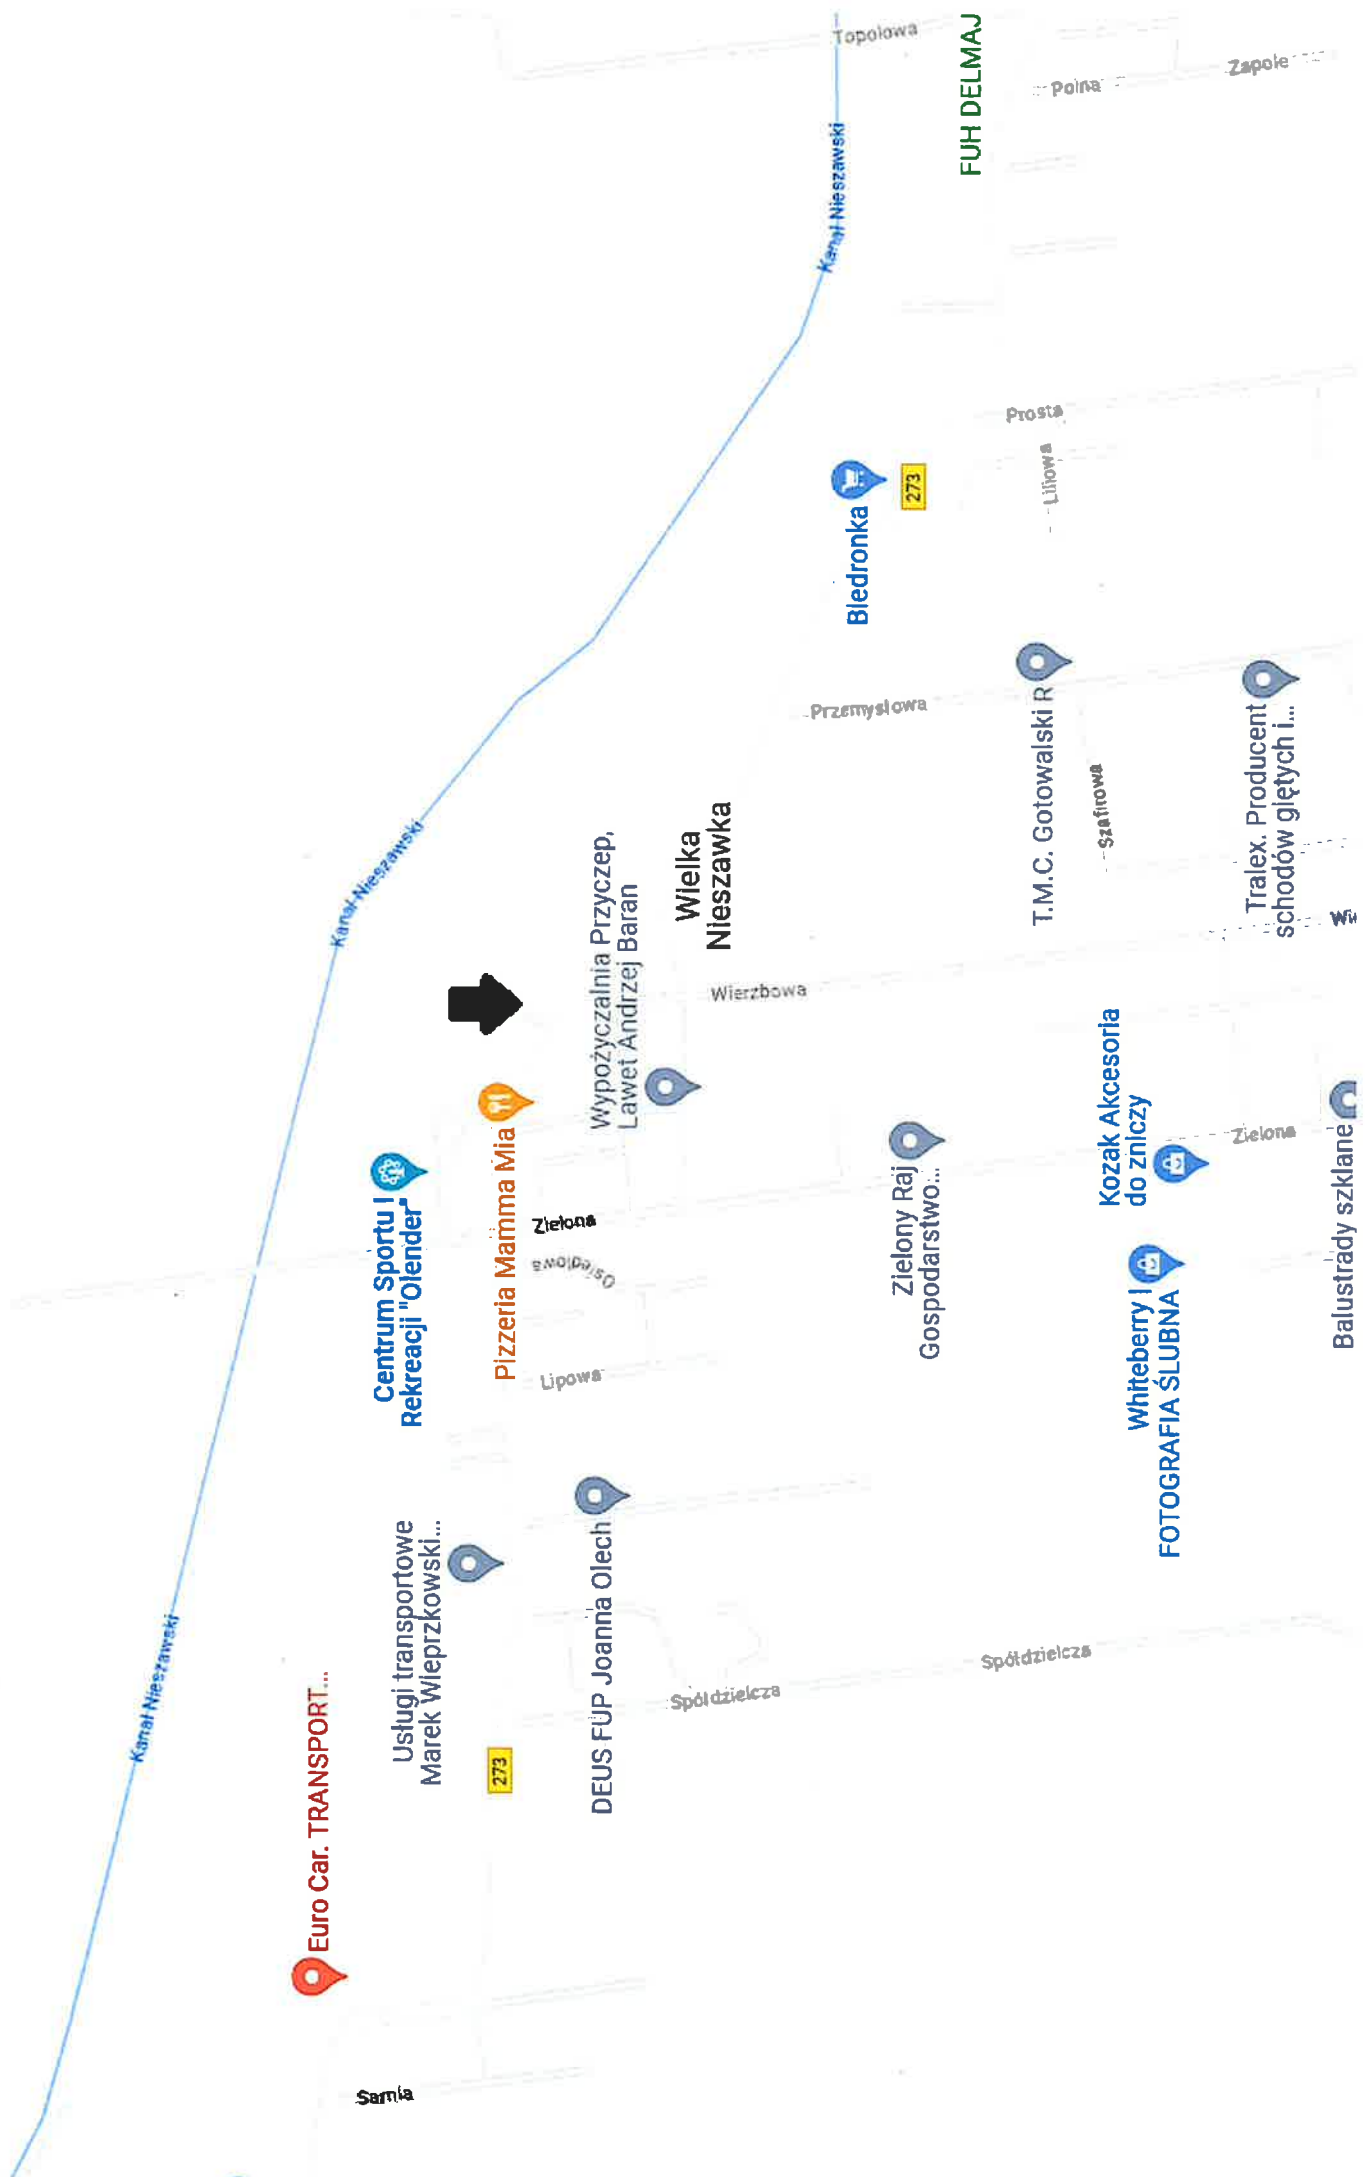 Kanał Nieszawski
Euro Car. TRANSPORT...
Sarnia
Usługi transportowe
Marek Wieprzkowski...
273
DEUS FUP Joanna Olech
Spółdzielcza
Spółdzielcza
Centrum Sportu I
Rekreacji "Olender"
Pizzeria Mamma Mia
Zielona
Osiedlowa
Lipowa
Kanał Nieszawski
Wypożyczalnia Przyczep,
Lawet Andrzej Baran
Wielka
Nieszawka
Wierzbowa
Zielony Raj
Gospodarstwo...
Whiteberry |
FOTOGRAFIA ŚLUBNA
Kozak Akcesoria
do zniczy
Zielona
Balustrady szklane
Przemysłowa
Biedronka
273
T.M.C. Gotowalski R
Szafirowa
Tralex. Producent
schodów giętych i...
Wi
Prosta
Liliowa
Kanał Nieszawski
Topolowa
FUH DELMAJ
Polna
Zapole